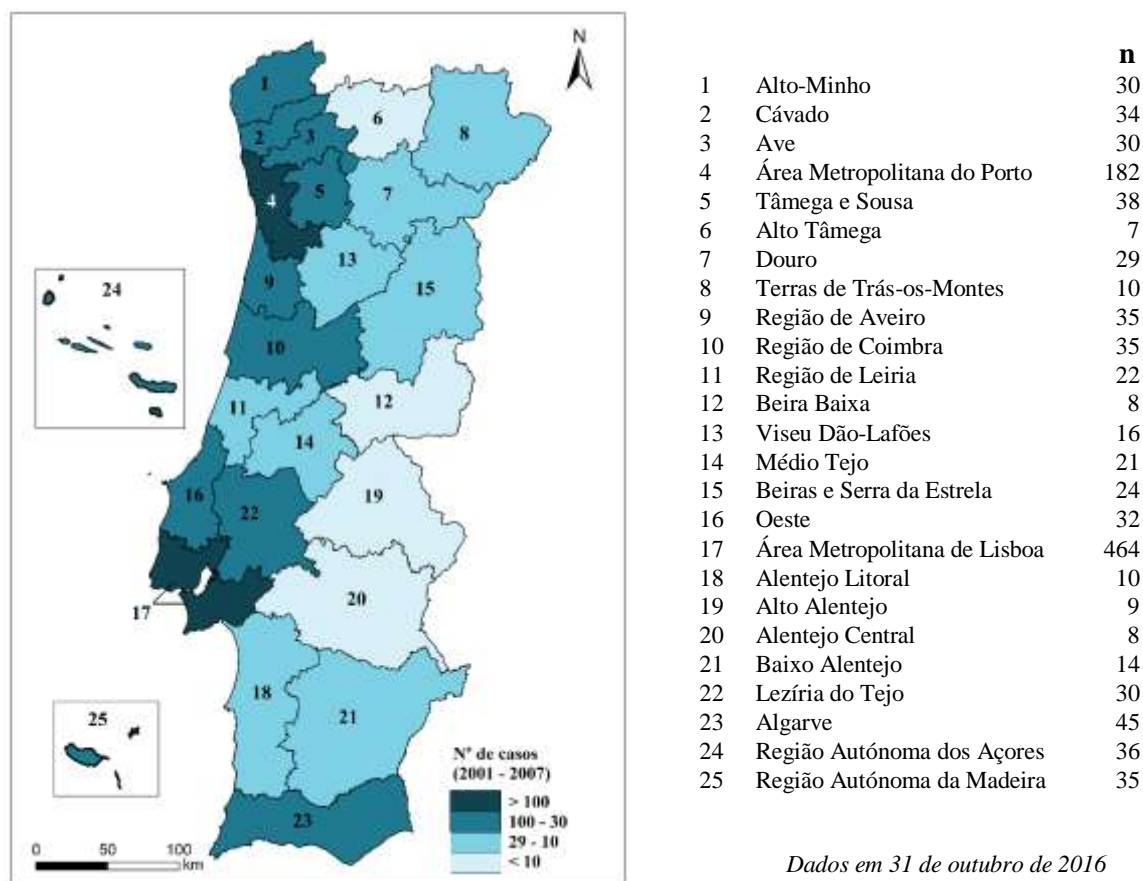 N
1
2
3
4
5
6
7
8
9
10
11
12
13
14
15
16
17
18
19
20
21
22
23
24
25
Nº de casos
(2001 - 2007)
> 100
100 - 30
29 - 10
< 10
0 50 100
km
n
1 Alto-Minho 30
2 Cávado 34
3 Ave 30
4 Área Metropolitana do Porto 182
5 Tâmega e Sousa 38
6 Alto Tâmega 7
7 Douro 29
8 Terras de Trás-os-Montes 10
9 Região de Aveiro 35
10 Região de Coimbra 35
11 Região de Leiria 22
12 Beira Baixa 8
13 Viseu Dão-Lafões 16
14 Médio Tejo 21
15 Beiras e Serra da Estrela 24
16 Oeste 32
17 Área Metropolitana de Lisboa 464
18 Alentejo Litoral 10
19 Alto Alentejo 9
20 Alentejo Central 8
21 Baixo Alentejo 14
22 Lezíria do Tejo 30
23 Algarve 45
24 Região Autónoma dos Açores 36
25 Região Autónoma da Madeira 35
Dados em 31 de outubro de 2016